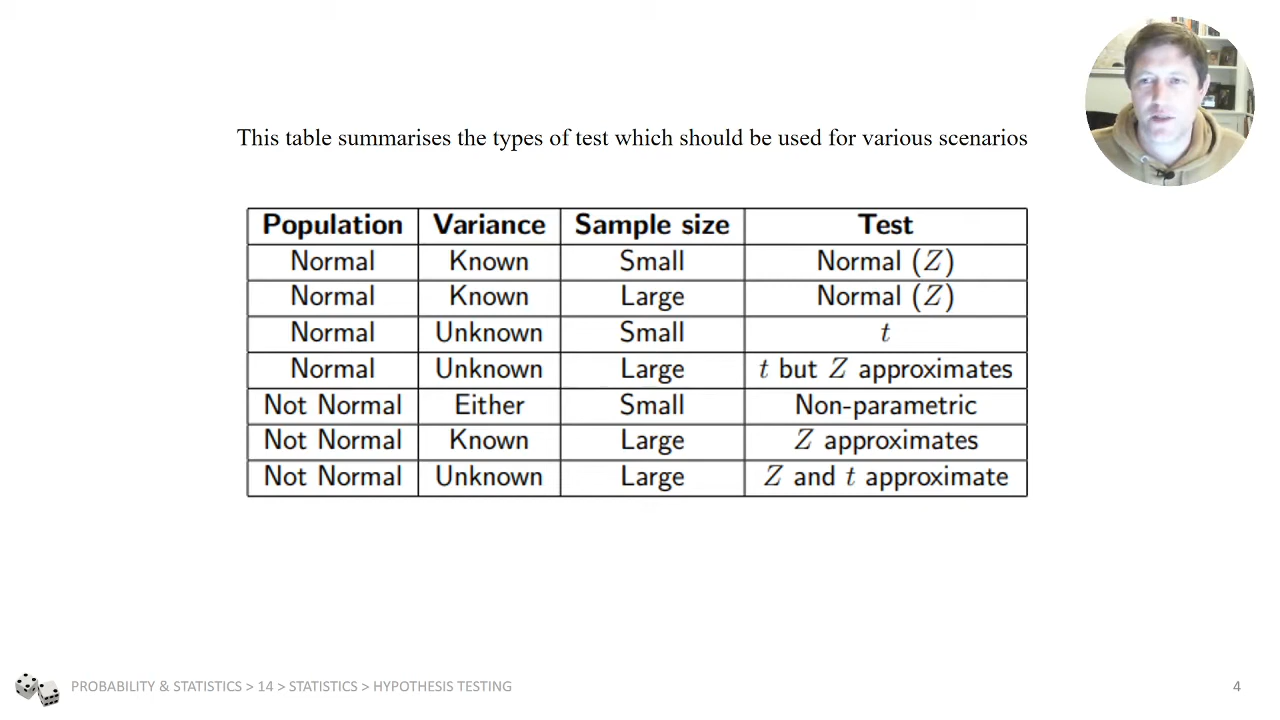 This table summarises the types of test which should be used for various scenarios
Population Variance Sample size Test
Normal Known Small Normal (Z)
Normal Known Large Normal (Z)
Normal Unknown Small t
Normal Unknown Large t but Z approximates
Not Normal Either Small Non-parametric
Not Normal Known Large Z approximates
Not Normal Unknown Large Z and t approximate
PROBABILITY & STATISTICS > 14 > STATISTICS > HYPOTHESIS TESTING 4